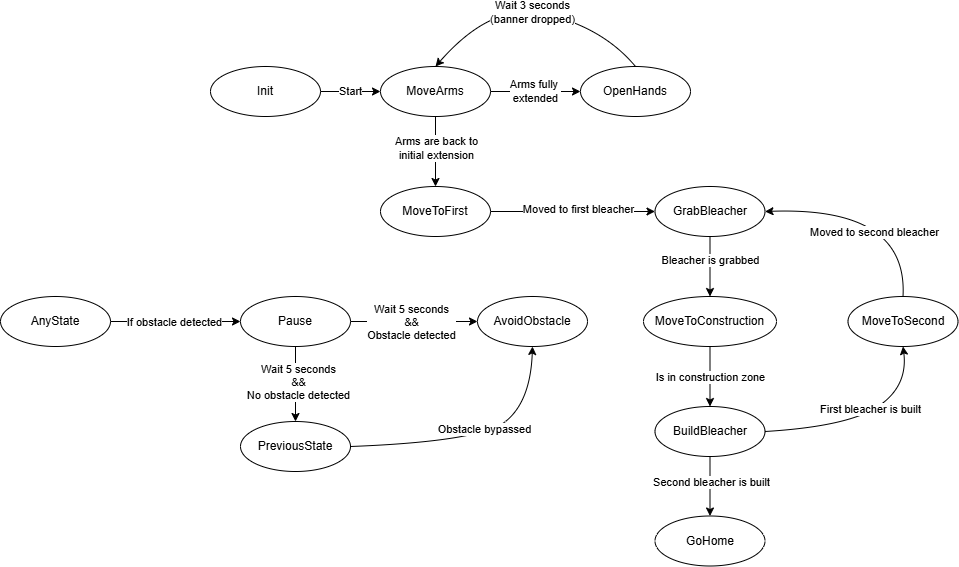 Wait 3 seconds
(banner dropped)
Init
Start
MoveArms
Arms fully
extended
OpenHands
Arms are back to
initial extension
MoveToFirst
Moved to first bleacher
GrabBleacher
Moved to second bleacher
Bleacher is grabbed
AnyState
If obstacle detected
Pause
Wait 5 seconds
&&
Obstacle detected
AvoidObstacle
MoveToConstruction
MoveToSecond
Wait 5 seconds
&&
No obstacle detected
Is in construction zone
First bleacher is built
PreviousState
Obstacle bypassed
BuildBleacher
Second bleacher is built
GoHome